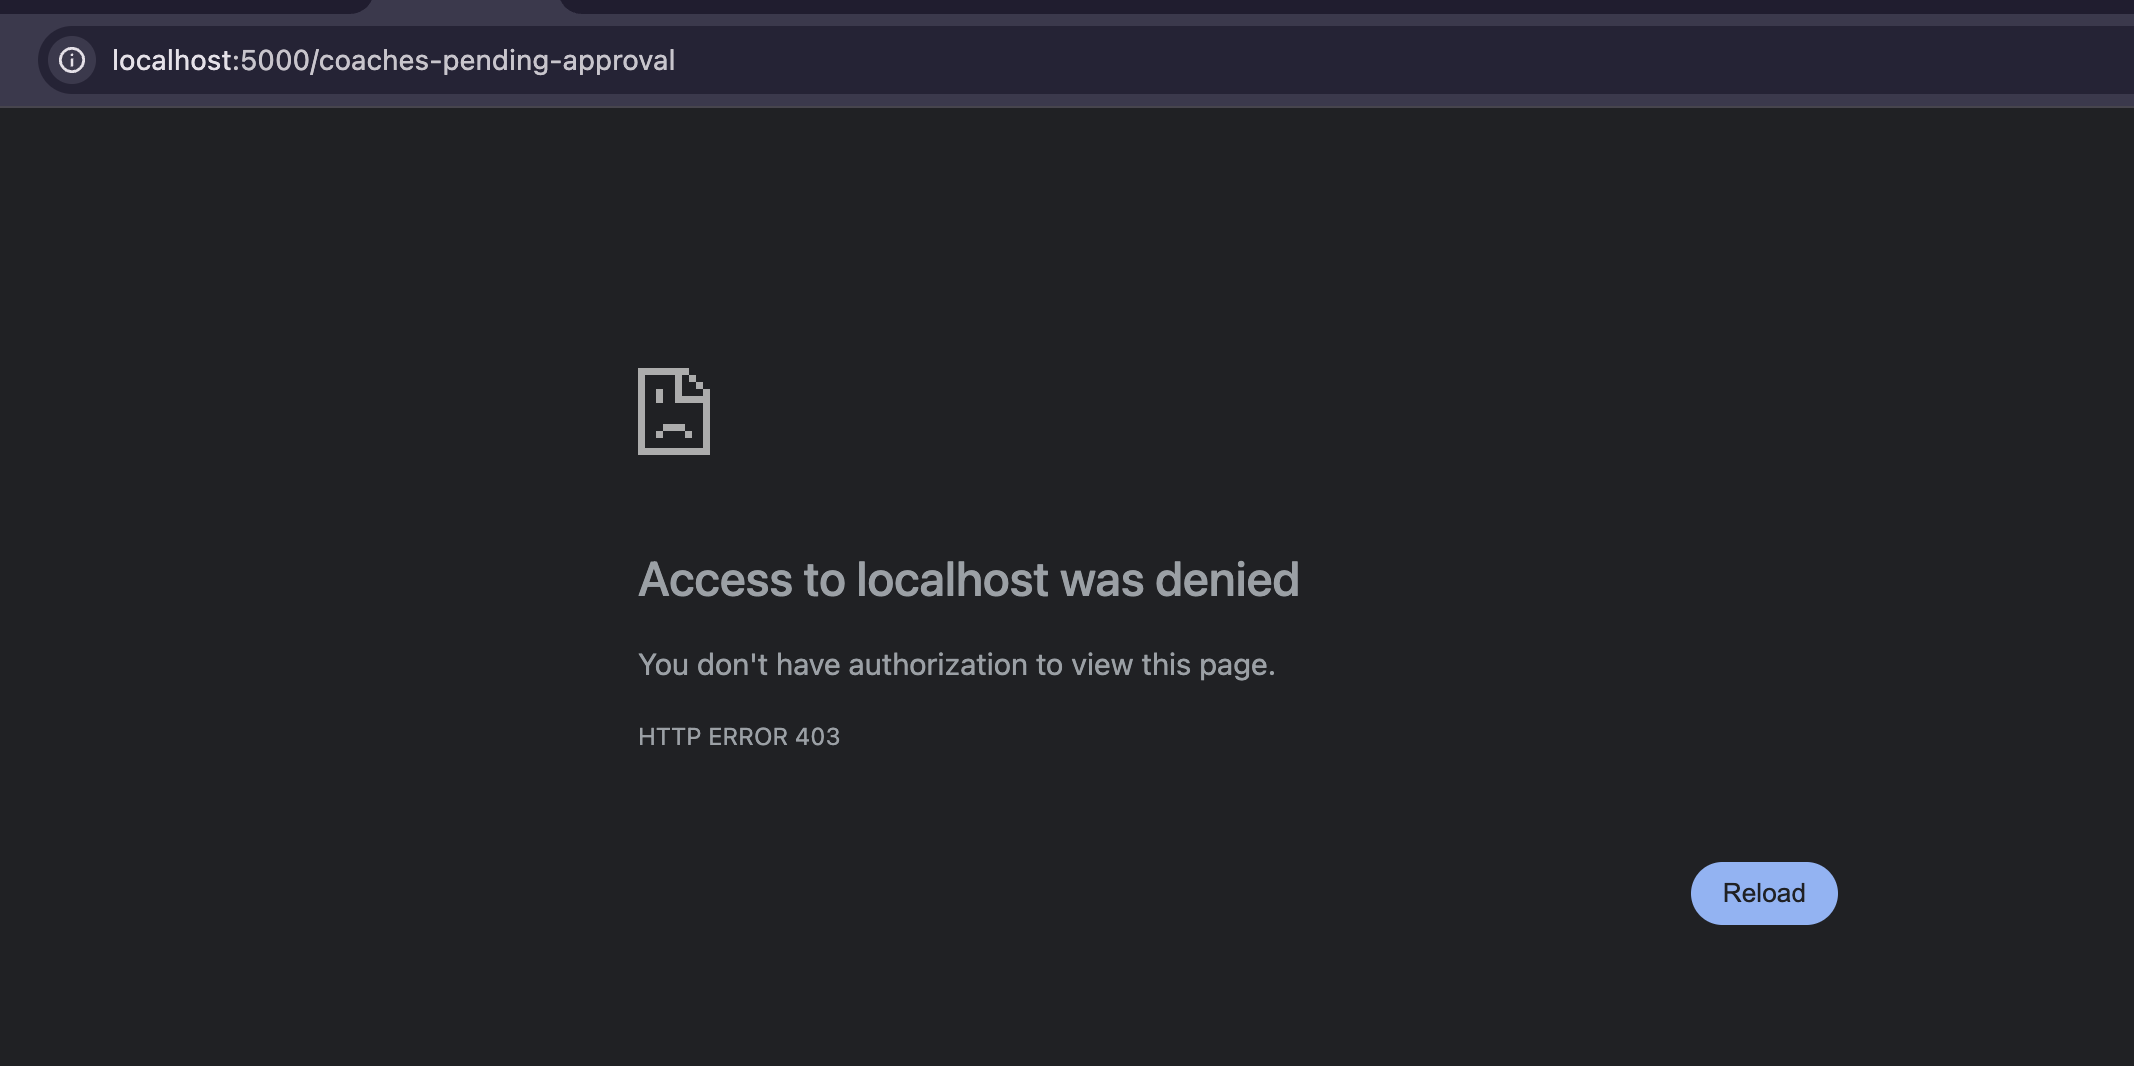 localhost:5000/coaches-pending-approval
Access to localhost was denied
You don't have authorization to view this page.
HTTP ERROR 403
Reload